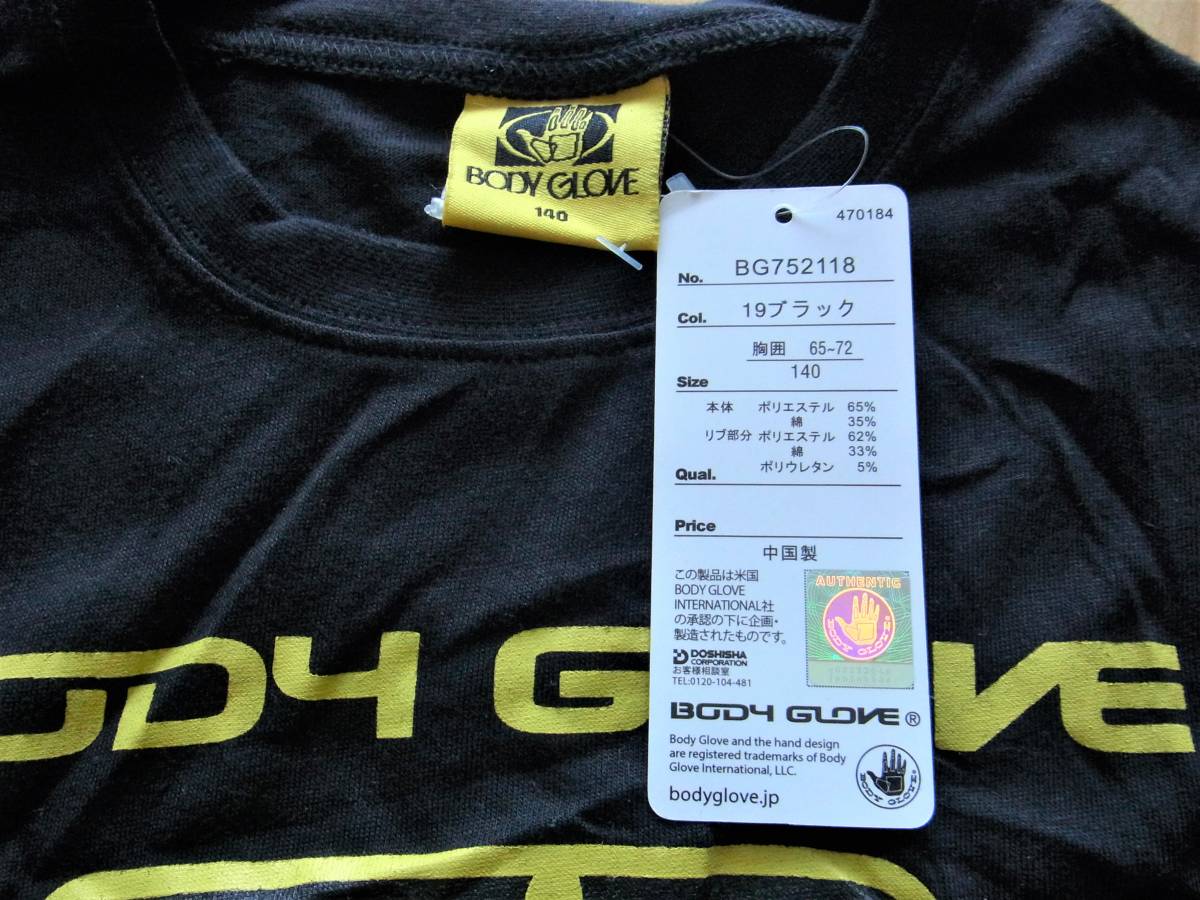 BODY GLOVE
140
470184
No. BG752118
Col. 19ブラック
胸囲 65~72
Size 140
本体 ポリエステル 65%
綿 35%
リブ部分 ポリエステル 62%
綿 33%
Qual. ポリウレタン 5%
Price
中国製
この製品は米国
BODY GLOVE
INTERNATIONAL社
の承認の下に企画・
製造されたものです。
AUTHENTIC
BODY GLOVE
DOSHISHA
CORPORATION
お客様相談室
TEL:0120-104-481
BODY GLOVE®
Body Glove and the hand design
are registered trademarks of Body
Glove International, LLC.
bodyglove.jp
BODY GLOVE
BODY GLOVE